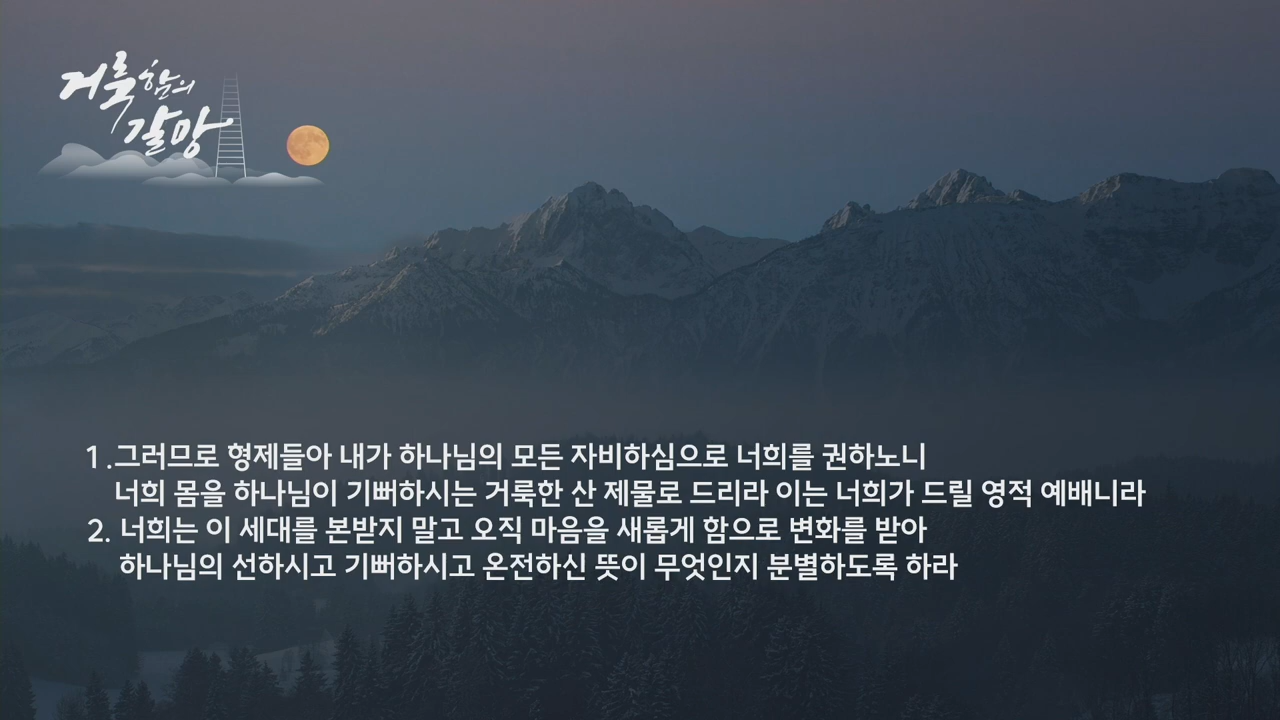 거룩함의
갈망
1.그러므로 형제들아 내가 하나님의 모든 자비하심으로 너희를 권하노니
너희 몸을 하나님이 기뻐하시는 거룩한 산 제물로 드리라 이는 너희가 드릴 영적 예배니라
2. 너희는 이 세대를 본받지 말고 오직 마음을 새롭게 함으로 변화를 받아
하나님의 선하시고 기뻐하시고 온전하신 뜻이 무엇인지 분별하도록 하라